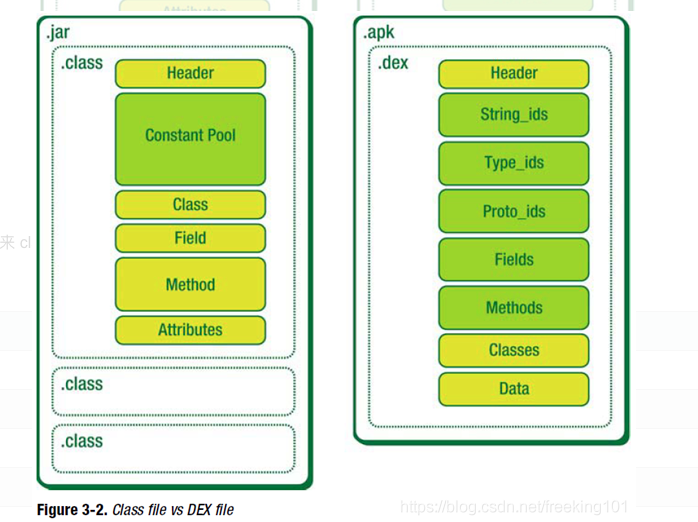 Attributes
.jar
.class
Header
Constant Pool
Class
Field
Method
Attributes
.class
.class
.apk
.dex
Header
String_ids
Type_ids
Proto_ids
Fields
Methods
Classes
Data
来 cl
Figure 3-2. Class file vs DEX file
https://blog.csdn.net/freeking101